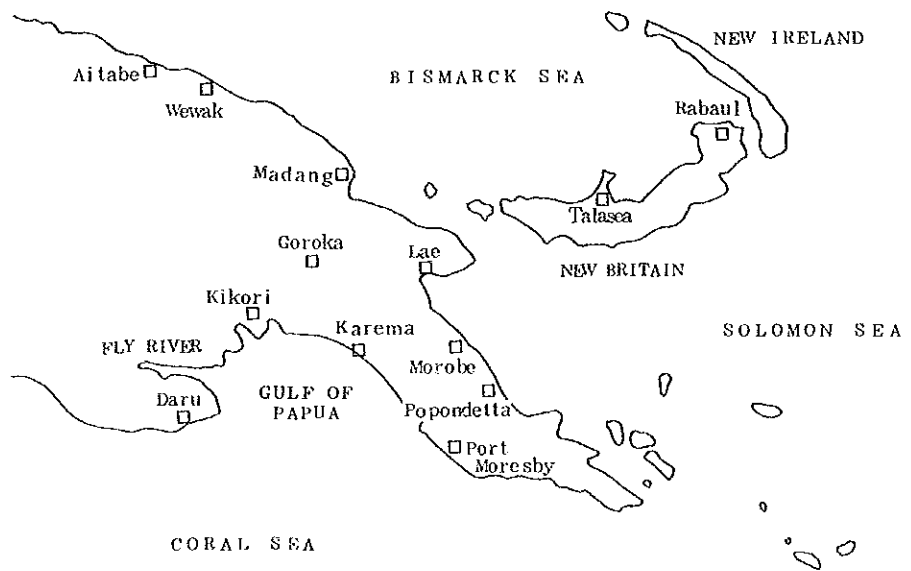 NEW IRELAND
BISMARCK SEA
Aitabe
Wewak
Rabaul
Madang
Talasea
Goroka
Lae
NEW BRITAIN
Kikori
Karema
SOLOMON SEA
FLY RIVER
Morobe
Daru
GULF OF
PAPUA
Popondetta
Port
Moresby
CORAL SEA